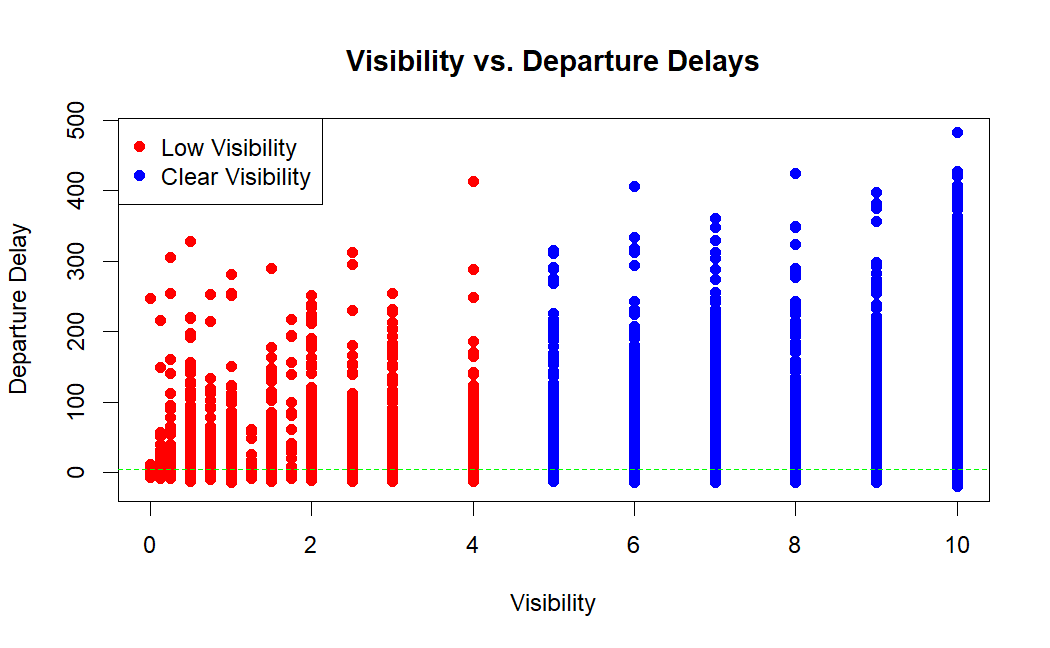 Visibility vs. Departure Delays
Low Visibility
Clear Visibility
500
400
300
200
100
0
Departure Delay
0 2 4 6 8 10
Visibility